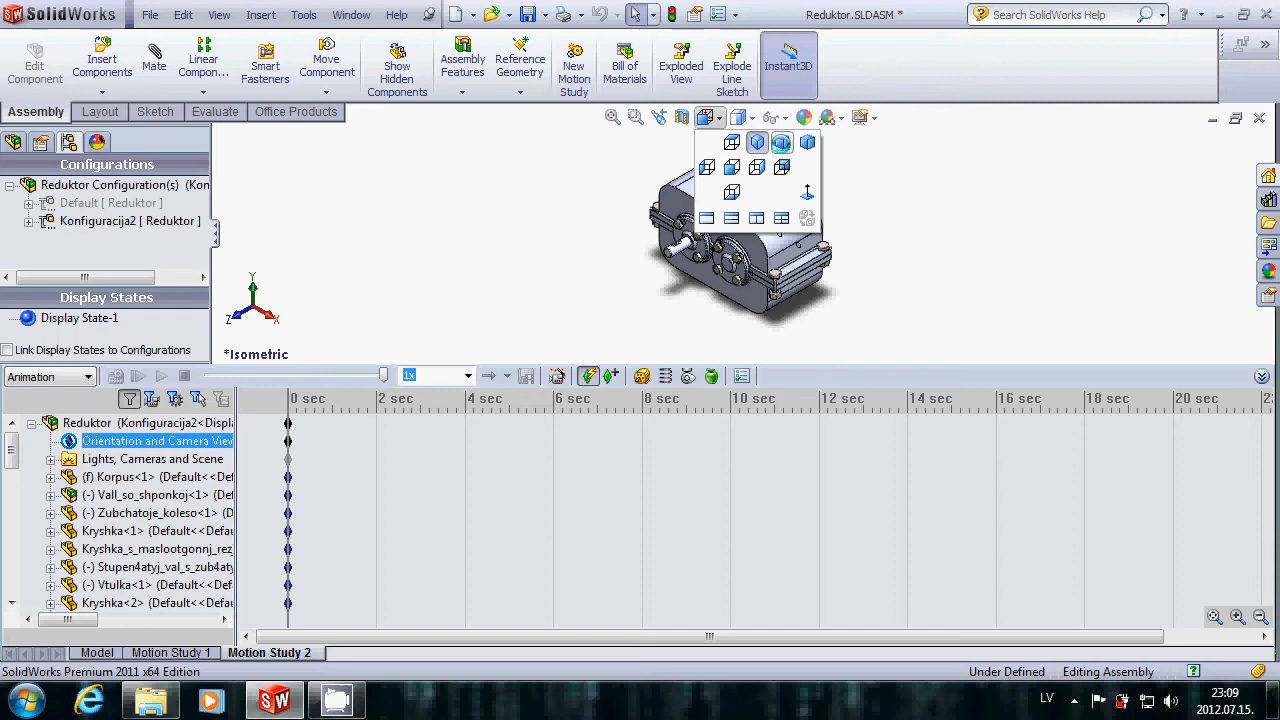 SolidWorks File Edit View Insert Tools Window Help Reduktor.SLDASM * Search SolidWorks Help
Edit Component
Insert Components
Mate
Linear Compon...
Smart Fasteners
Move Component
Show Hidden Components
Assembly Features
Reference Geometry
New Motion Study
Bill of Materials
Exploded View
Explode Line Sketch
Instant3D
Assembly Layout Sketch Evaluate Office Products
Configurations
Reduktor Configuration(s) (Kon
Default [ Reduktor ]
Konfiguracija2 [ Reduktor ]
Display States
Display State-1
Link Display States to Configurations
Y
Z X
*Isometric
Animation 1x
0 sec 2 sec 4 sec 6 sec 8 sec 10 sec 12 sec 14 sec 16 sec 18 sec 20 sec 22
Reduktor (Konfiguracija2<Displ
Orientation and Camera View
Lights, Cameras and Scene
(f) Korpus<1> (Default<<Def
(-) Vall_so_shponkoj<1> (Def
(-) Zubchatoje_koleso<1> (D
Kryshka<1> (Default<<Defau
Kryshka_s_maslootgonnj_rez
(-) Stupen4atyj_val_s_zub4at
(-) Vtulka<1> (Default<<Def
Kryshka<2> (Default<<Defau
Model Motion Study 1 Motion Study 2
SolidWorks Premium 2011 x64 Edition Under Defined Editing Assembly
LV 23:09
2012.07.15.